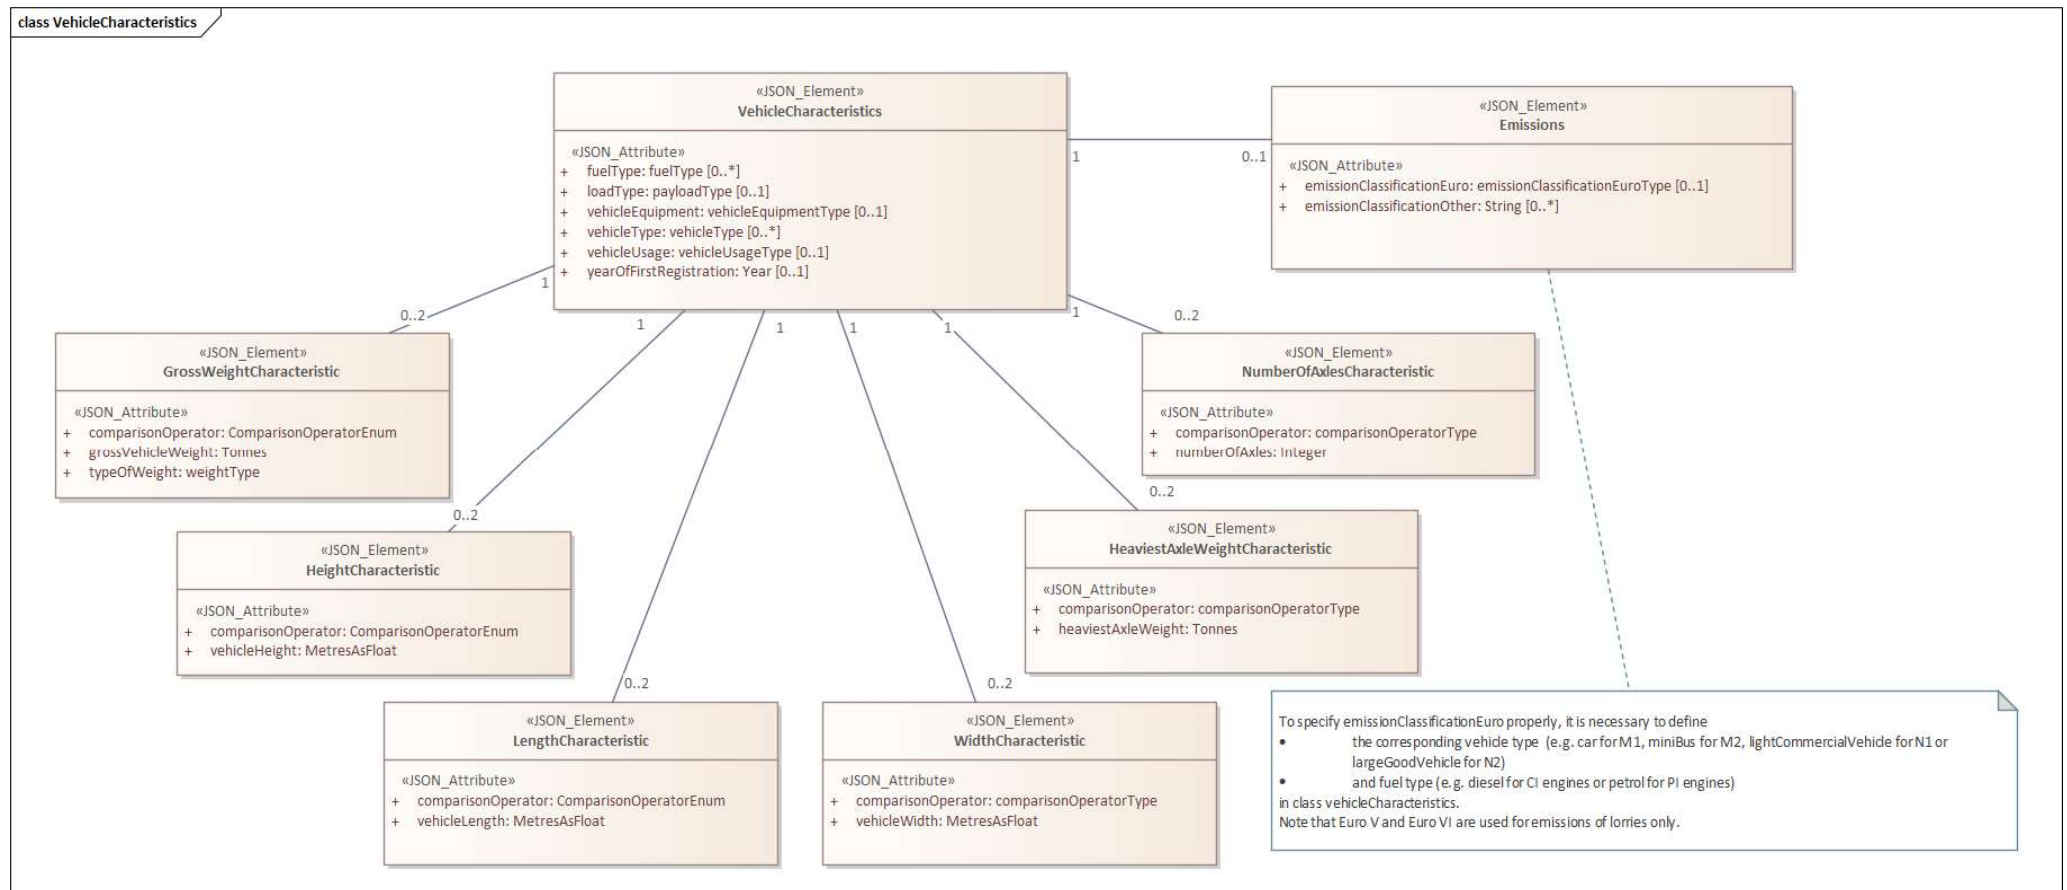 class VehicleCharacteristics
«JSON_Element»
VehicleCharacteristics
«JSON_Attribute»
+ fuelType: fuelType [0..*]
+ loadType: payloadType [0..1]
+ vehicleEquipment: vehicleEquipmentType [0..1]
+ vehicleType: vehicleType [0..*]
+ vehicleUsage: vehicleUsageType [0..1]
+ yearOfFirstRegistration: Year [0..1]
«JSON_Element»
Emissions
«JSON_Attribute»
+ emissionClassificationEuro: emissionClassificationEuroType [0..1]
+ emissionClassificationOther: String [0..*]
1
0..1
1
0..2
1
0..2
1
0..2
1
0..2
1
0..2
1
0..2
«JSON_Element»
GrossWeightCharacteristic
«JSON_Attribute»
+ comparisonOperator: ComparisonOperatorEnum
+ grossVehicleWeight: Tonnes
+ typeOfWeight: weightType
«JSON_Element»
NumberOfAxlesCharacteristic
«JSON_Attribute»
+ comparisonOperator: comparisonOperatorType
+ numberOfAxles: Integer
«JSON_Element»
HeightCharacteristic
«JSON_Attribute»
+ comparisonOperator: ComparisonOperatorEnum
+ vehicleHeight: MetresAsFloat
«JSON_Element»
HeaviestAxleWeightCharacteristic
«JSON_Attribute»
+ comparisonOperator: comparisonOperatorType
+ heaviestAxleWeight: Tonnes
«JSON_Element»
LengthCharacteristic
«JSON_Attribute»
+ comparisonOperator: ComparisonOperatorEnum
+ vehicleLength: MetresAsFloat
«JSON_Element»
WidthCharacteristic
«JSON_Attribute»
+ comparisonOperator: comparisonOperatorType
+ vehicleWidth: MetresAsFloat
To specify emissionClassificationEuro properly, it is necessary to define
• the corresponding vehicle type (e.g. car for M1, miniBus for M2, lightCommercialVehicle for N1 or
largeGoodVehicle for N2)
• and fuel type (e.g. diesel for CI engines or petrol for PI engines)
in class vehicleCharacteristics.
Note that Euro V and Euro VI are used for emissions of lorries only.